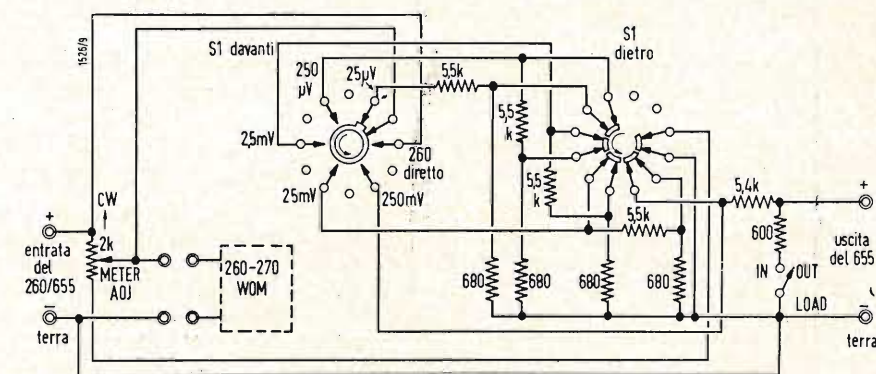 1526/9
S1 davanti
S1
dietro
250
µV
25µV
5,5k
5,5
k
2,5mV
260
diretto
5,5
k
25mV
250mV
5,4k
+
CW
5,5k
600
+
entrata
del
260/655
2k
METER
ADJ
260-270
WOM
680
680
680
680
IN
OUT
uscita
del 655
LOAD
−
terra
−
terra